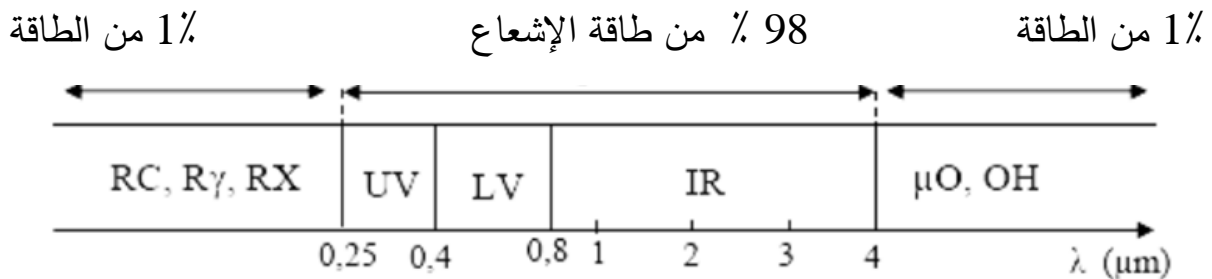 1٪ من الطاقة 98 ٪ من طاقة الإشعاع 1٪ من الطاقة
RC, Rγ, RX UV LV IR μO, OH
0,25 0,4 0,8 1 2 3 4 λ (μm)